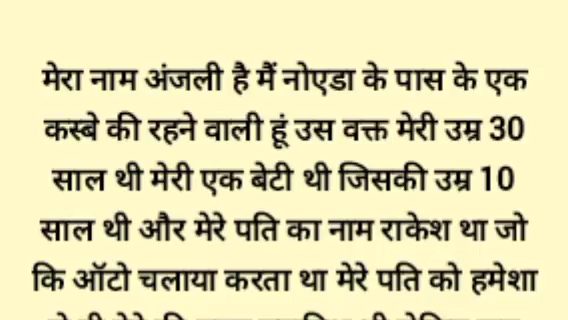 मेरा नाम अंजली है मैं नोएडा के पास के एक
कस्बे की रहने वाली हूं उस वक्त मेरी उम्र 30
साल थी मेरी एक बेटी थी जिसकी उम्र 10
साल थी और मेरे पति का नाम राकेश था जो
कि ऑटो चलाया करता था मेरे पति को हमेशा